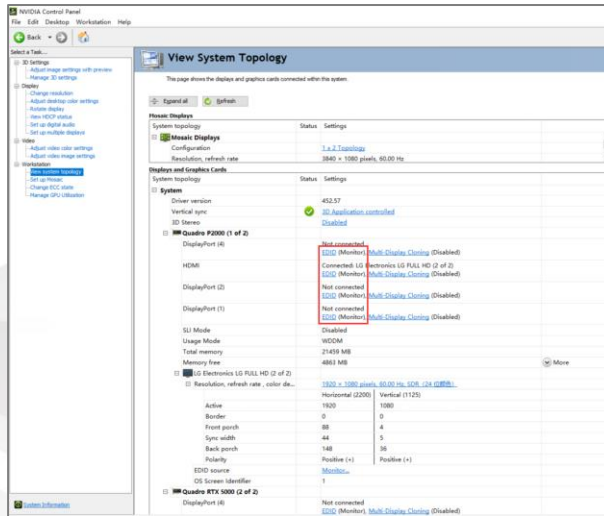 NVIDIA Control Panel
File Edit Desktop Workstation Help
Back
Select a Task...
3D Settings
Adjust image settings with preview
Manage 3D settings
Display
Change resolution
Adjust desktop color settings
Rotate display
View HDCP status
Set up digital audio
Set up multiple displays
Video
Adjust video color settings
Adjust video image settings
Workstation
View system topology
Set up Mosaic
Change ECC state
Manage GPU Utilization
System Information
View System Topology
This page shows the displays and graphics cards connected within this system.
Expand all Refresh
Mosaic Displays
System topology Status Settings
Mosaic Displays
Configuration 1 x 2 Topology
Resolution, refresh rate 3840 × 1080 pixels, 60.00 Hz
Displays and Graphics Cards
System topology Status Settings
System
Driver version 452.57
Vertical sync 3D Application controlled
3D Stereo Disabled
Quadro P2000 (1 of 2)
DisplayPort (4) Not connected
EDID (Monitor), Multi-Display Cloning (Disabled)
HDMI Connected: LG Electronics LG FULL HD (2 of 2)
EDID (Monitor), Multi-Display Cloning (Disabled)
DisplayPort (2) Not connected
EDID (Monitor), Multi-Display Cloning (Disabled)
DisplayPort (1) Not connected
EDID (Monitor), Multi-Display Cloning (Disabled)
SLI Mode Disabled
Usage Mode WDDM
Total memory 21459 MB
Memory free 4863 MB More
LG Electronics LG FULL HD (2 of 2)
Resolution, refresh rate , color de... 1920 × 1080 pixels, 60.00 Hz, SDR, (24 位颜色)
Horizontal (2200) Vertical (1125)
Active 1920 1080
Border 0 0
Front porch 88 4
Sync width 44 5
Back porch 148 36
Polarity Positive (+) Positive (+)
EDID source Monitor...
OS Screen Identifier 1
Quadro RTX 5000 (2 of 2)
DisplayPort (4) Not connected
EDID (Monitor), Multi-Display Cloning (Disabled)